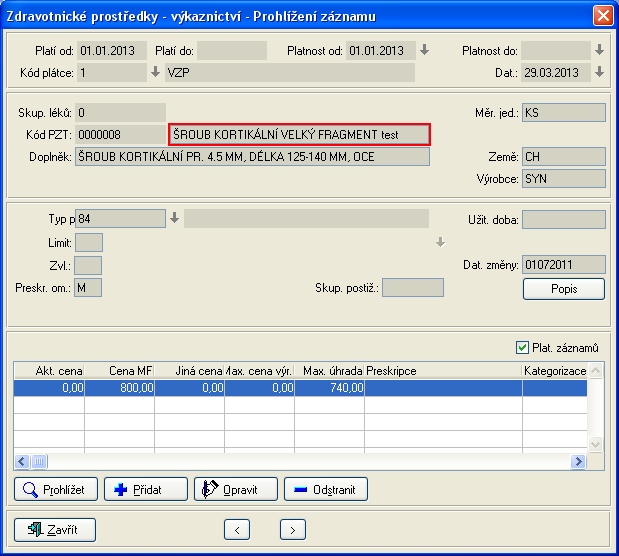 Zdravotnické prostředky - výkaznictví - Prohlížení záznamu
Platí od: 01.01.2013 Platí do: Platnost od: 01.01.2013 Platnost do:
Kód plátce: 1 VZP Dat.: 29.03.2013
Skup. léků: 0 Měr. jed.: KS
Kód PZT: 0000008 ŠROUB KORTIKÁLNÍ VELKÝ FRAGMENT test
Doplněk: ŠROUB KORTIKÁLNÍ PR. 4.5 MM, DÉLKA 125-140 MM, OCE Země: CH
Výrobce: SYN
Typ p 84 Užit. doba:
Limit:
Zvl.: Dat. změny: 01072011
Preskr. om.: M Skup. postiž.: Popis
Plat. záznamů
Akt. cena Cena MF Jiná cena Max. cena výr. Max. úhrada Preskripce Kategorizace
0,00 800,00 0,00 0,00 740,00
Prohlížet Přidat Opravit Odstranit
Zavřít < >